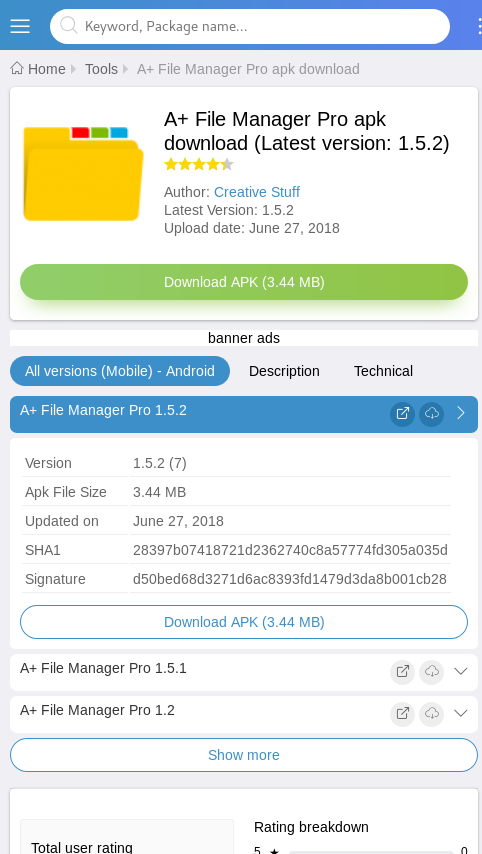 Keyword, Package name...
Home Tools A+ File Manager Pro apk download
A+ File Manager Pro apk
download (Latest version: 1.5.2)
Author: Creative Stuff
Latest Version: 1.5.2
Upload date: June 27, 2018
Download APK (3.44 MB)
banner ads
All versions (Mobile) - Android Description Technical
A+ File Manager Pro 1.5.2
Version 1.5.2 (7)
Apk File Size 3.44 MB
Updated on June 27, 2018
SHA1 28397b07418721d2362740c8a57774fd305a035d
Signature d50bed68d3271d6ac8393fd1479d3da8b001cb28
Download APK (3.44 MB)
A+ File Manager Pro 1.5.1
A+ File Manager Pro 1.2
Show more
Rating breakdown
Total user rating
5 ★ 0